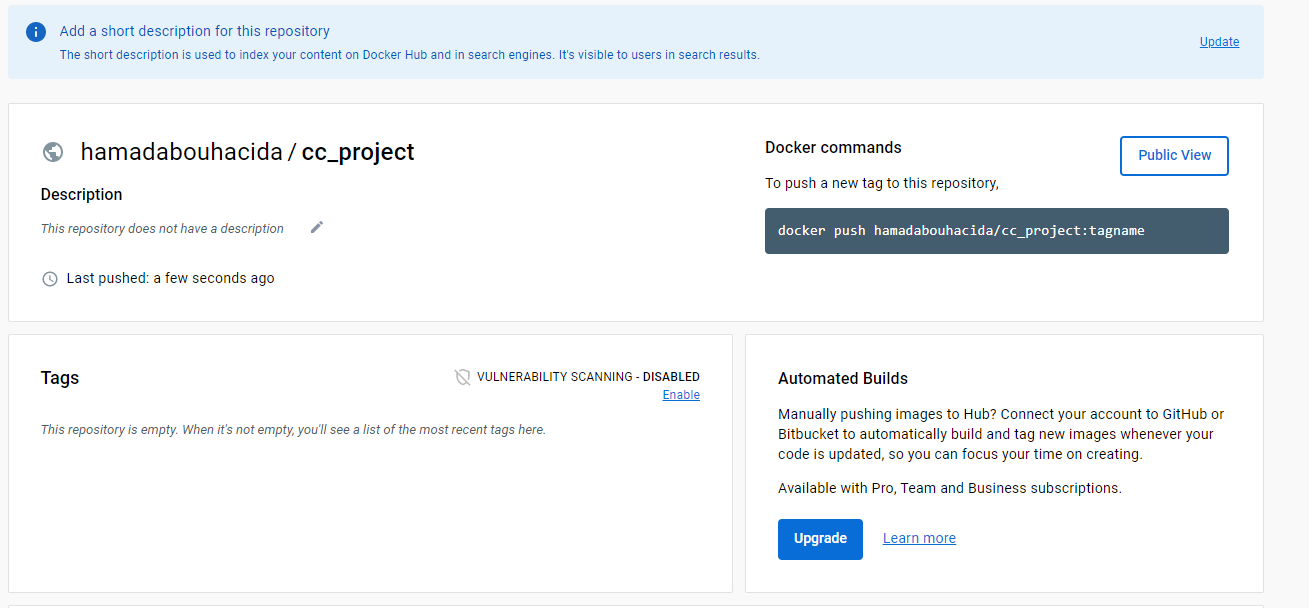 Add a short description for this repository
The short description is used to index your content on Docker Hub and in search engines. It's visible to users in search results.
Update
hamadabouhacida / cc_project
Description
This repository does not have a description
Last pushed: a few seconds ago
Docker commands
Public View
To push a new tag to this repository,
docker push hamadabouhacida/cc_project:tagname
Tags
VULNERABILITY SCANNING - DISABLED
Enable
This repository is empty. When it's not empty, you'll see a list of the most recent tags here.
Automated Builds
Manually pushing images to Hub? Connect your account to GitHub or
Bitbucket to automatically build and tag new images whenever your
code is updated, so you can focus your time on creating.
Available with Pro, Team and Business subscriptions.
Upgrade
Learn more